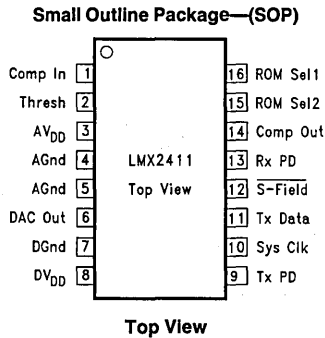 Small Outline Package—(SOP)
Comp In 1
Thresh 2
AVDD 3
AGnd 4
AGnd 5
DAC Out 6
DGnd 7
DVDD 8
LMX2411
Top View
16 ROM Sel1
15 ROM Sel2
14 Comp Out
13 Rx PD
12 S-Field
11 Tx Data
10 Sys Clk
9 Tx PD
Top View